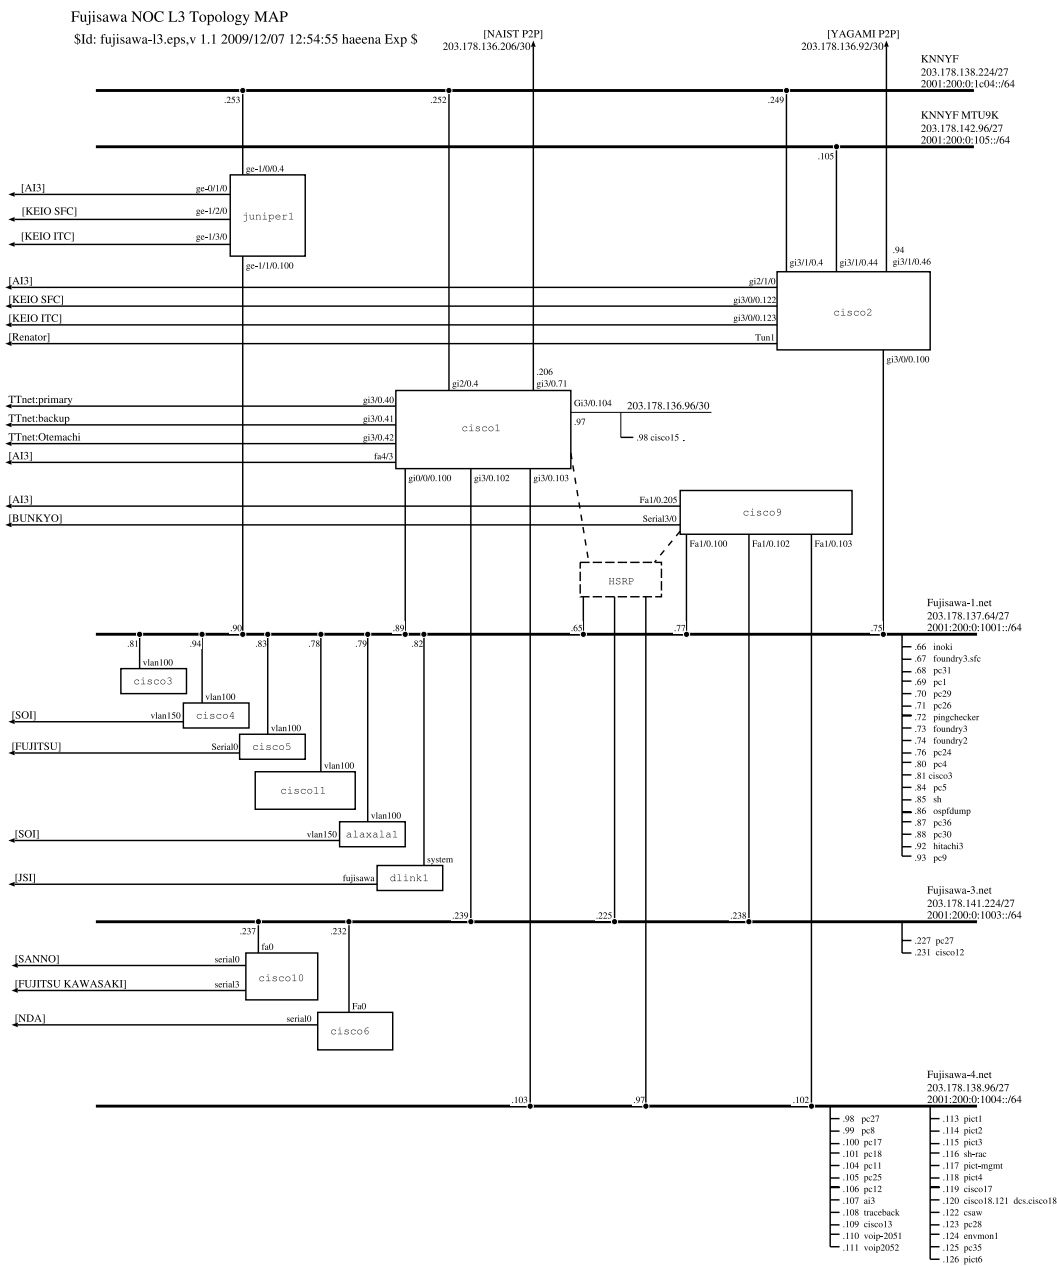 Fujisawa NOC L3 Topology MAP
$Id: fujisawa-l3.eps,v 1.1 2009/12/07 12:54:55 haeena Exp $
[NAIST P2P]
203.178.136.206/30
[YAGAMI P2P]
203.178.136.92/30
KNNYF
203.178.138.224/27
2001:200:0:1c04::/64
.253
.252
.249
KNNYF MTU9K
203.178.142.96/27
2001:200:0:105::/64
.105
ge-1/0/0.4
[AI3]
ge-0/1/0
[KEIO SFC]
ge-1/2/0
juniper1
[KEIO ITC]
ge-1/3/0
ge-1/1/0.100
.94
gi3/1/0.4
gi3/1/0.44
gi3/1/0.46
[AI3]
gi2/1/0
[KEIO SFC]
gi3/0/0.122
cisco2
[KEIO ITC]
gi3/0/0.123
[Renator]
Tun1
gi3/0/0.100
.206
gi2/0.4
gi3/0.71
TTnet:primary
gi3/0.40
Gi3/0.104
203.178.136.96/30
TTnet:backup
gi3/0.41
cisco1
.97
TTnet:Otemachi
gi3/0.42
.98 cisco15 .
[AI3]
fa4/3
gi0/0/0.100
gi3/0.102
gi3/0.103
[AI3]
Fa1/0.205
cisco9
[BUNKYO]
Serial3/0
Fa1/0.100
Fa1/0.102
Fa1/0.103
HSRP
Fujisawa-1.net
203.178.137.64/27
2001:200:0:1001::/64
.90
.89
.65
.77
.75
.81
.94
.83
.78
.79
.82
vlan100
cisco3
vlan100
[SOI]
vlan150
cisco4
vlan100
[FUJITSU]
Serial0
cisco5
vlan100
cisco11
vlan100
[SOI]
vlan150
alaxala1
system
[JSI]
fujisawa
dlink1
.66 inoki
.67 foundry3.sfc
.68 pc31
.69 pc1
.70 pc29
.71 pc26
.72 pingchecker
.73 foundry3
.74 foundry2
.76 pc24
.80 pc4
.81 cisco3
.84 pc5
.85 sh
.86 ospfdump
.87 pc36
.88 pc30
.92 hitachi3
.93 pc9
Fujisawa-3.net
203.178.141.224/27
2001:200:0:1003::/64
.239
.225
.238
.237
.232
.227 pc27
.231 cisco12
fa0
[SANNO]
serial0
cisco10
[FUJITSU KAWASAKI]
serial3
Fa0
[NDA]
serial0
cisco6
Fujisawa-4.net
203.178.138.96/27
2001:200:0:1004::/64
.103
.97
.102
.98 pc27
.99 pc8
.100 pc17
.101 pc18
.104 pc11
.105 pc25
.106 pc12
.107 ai3
.108 traceback
.109 cisco13
.110 voip-2051
.111 voip2052
.113 pict1
.114 pict2
.115 pict3
.116 sh-rac
.117 pict-mgmt
.118 pict4
.119 cisco17
.120 cisco18.121 dcs.cisco18
.122 csaw
.123 pc28
.124 envmon1
.125 pc35
.126 pict6